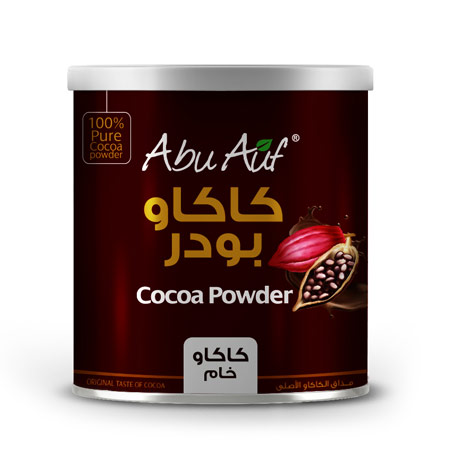 100%
Pure
Cocoa
powder
Abu Auf ®
كاكاو
بودر
Cocoa Powder
كاكاو
خام
ORIGINAL TASTE OF COCOA
مذاق الكاكاو الأصلي